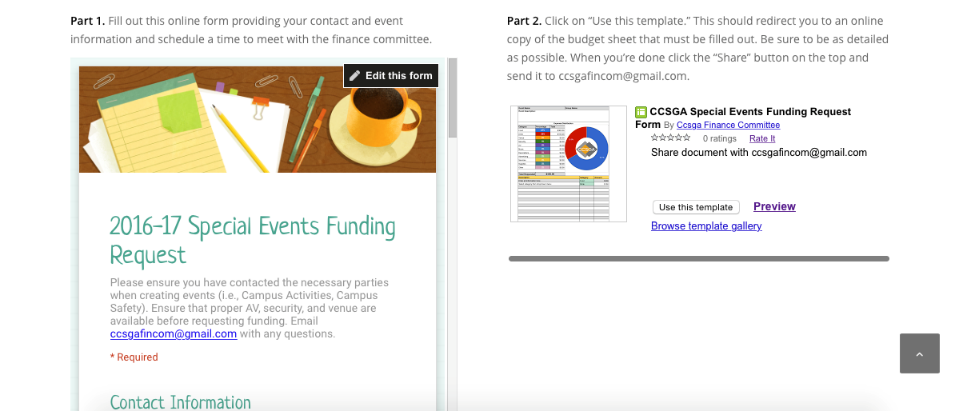 Part 1. Fill out this online form providing your contact and event
information and schedule a time to meet with the finance committee.
Edit this form
2016-17 Special Events Funding
Request
Please ensure you have contacted the necessary parties
when creating events (i.e., Campus Activities, Campus
Safety). Ensure that proper AV, security, and venue are
available before requesting funding. Email
ccsgafincom@gmail.com with any questions.
* Required
Contact Information
Part 2. Click on “Use this template.” This should redirect you to an online
copy of the budget sheet that must be filled out. Be sure to be as detailed
as possible. When you’re done click the “Share” button on the top and
send it to ccsgafincom@gmail.com.
CCSGA Special Events Funding Request
Form By Ccsga Finance Committee
0 ratings Rate It
Share document with ccsgafincom@gmail.com
Use this template Preview
Browse template gallery